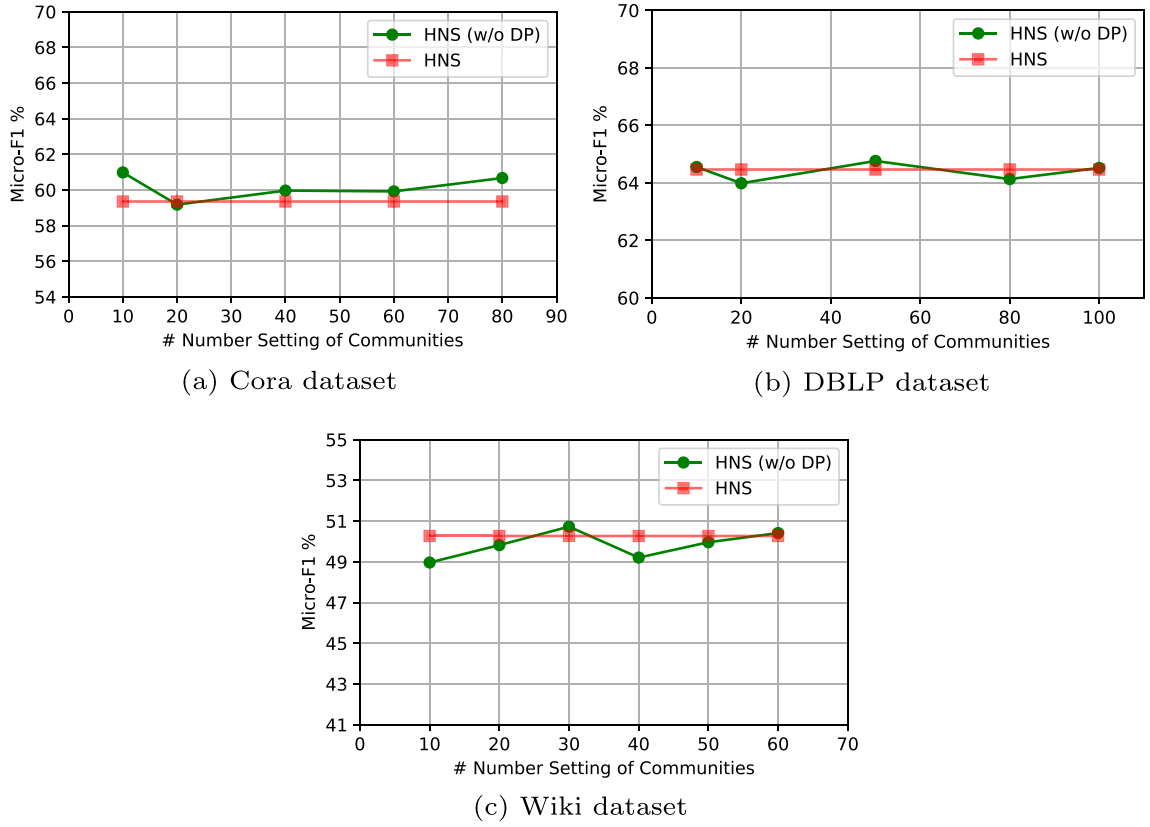 70
68
66
64
62
60
58
56
54
Micro-F1 %
HNS (w/o DP)
HNS
0 10 20 30 40 50 60 70 80 90
# Number Setting of Communities
(a) Cora dataset
70
68
66
64
62
60
Micro-F1 %
HNS (w/o DP)
HNS
0 20 40 60 80 100
# Number Setting of Communities
(b) DBLP dataset
55
53
51
49
47
45
43
41
Micro-F1 %
HNS (w/o DP)
HNS
0 10 20 30 40 50 60 70
# Number Setting of Communities
(c) Wiki dataset